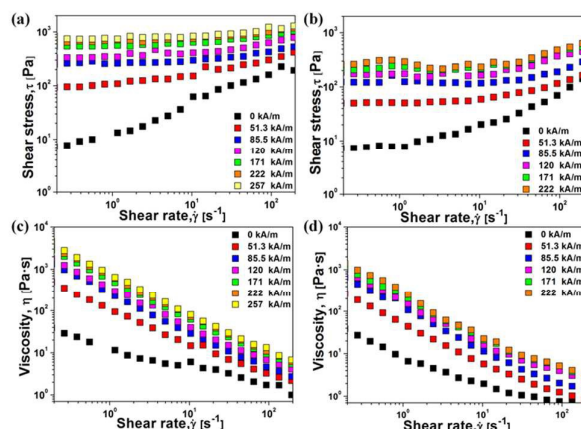 (a)
Shear stress,τ [Pa]
10³
10²
10¹
10⁰
0 kA/m
51.3 kA/m
85.5 kA/m
120 kA/m
171 kA/m
222 kA/m
257 kA/m
10⁰ 10¹ 10²
Shear rate,γ̇ [s⁻¹]
(b)
Shear stress,τ [Pa]
10³
10²
10¹
10⁰
0 kA/m
51.3 kA/m
85.5 kA/m
120 kA/m
171 kA/m
222 kA/m
10⁰ 10¹ 10²
Shear rate,γ̇ [s⁻¹]
(c)
Viscosity, η [Pa·s]
10⁴
10³
10²
10¹
10⁰
0 kA/m
51.3 kA/m
85.5 kA/m
120 kA/m
171 kA/m
222 kA/m
257 kA/m
10⁰ 10¹ 10²
Shear rate,γ̇ [s⁻¹]
(d)
Viscosity, η [Pa·s]
10⁴
10³
10²
10¹
10⁰
0 kA/m
51.3 kA/m
85.5 kA/m
120 kA/m
171 kA/m
222 kA/m
10⁰ 10¹ 10²
Shear rate,γ̇ [s⁻¹]